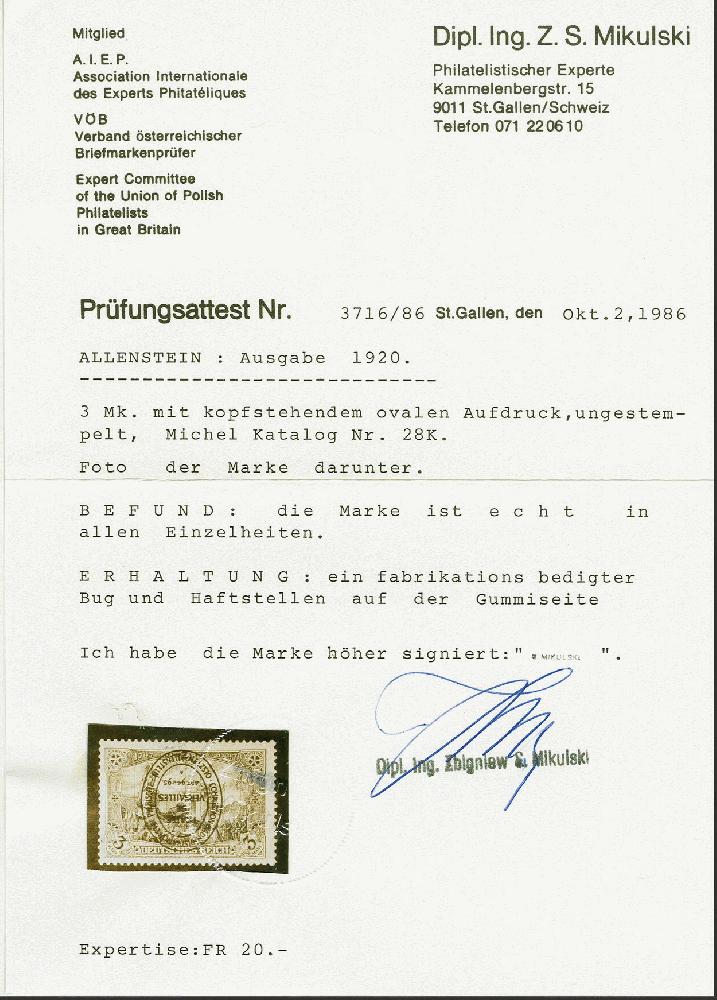 Mitglied
A.I.E.P.
Association Internationale
des Experts Philatéliques
VÖB
Verband österreichischer
Briefmarkenprüfer
Expert Committee
of the Union of Polish
Philatelists
in Great Britain
Dipl. Ing. Z. S. Mikulski
Philatelistischer Experte
Kammelenbergstr. 15
9011 St.Gallen/Schweiz
Telefon 071 220610
Prüfungsattest Nr. 3716/86 St.Gallen, den Okt.2,1986
ALLENSTEIN : Ausgabe 1920.
3 Mk. mit kopfstehendem ovalen Aufdruck,ungestem-
pelt, Michel Katalog Nr. 28K.
Foto der Marke darunter.
B E F U N D : die Marke ist e c h t in
allen Einzelheiten.
E R H A L T U N G : ein fabrikations bedigter
Bug und Haftstellen auf der Gummiseite
Ich habe die Marke höher signiert:" MIKULSKI ".
Dipl. Ing. Zbigniew S. Mikulski
VERSAILLES
3 3
Expertise:FR 20.-